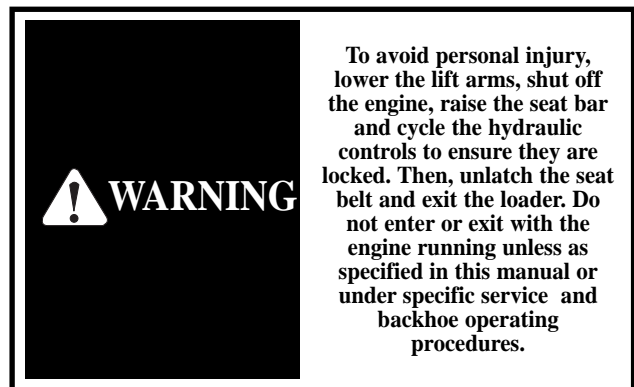 WARNING
To avoid personal injury,
lower the lift arms, shut off
the engine, raise the seat bar
and cycle the hydraulic
controls to ensure they are
locked. Then, unlatch the seat
belt and exit the loader. Do
not enter or exit with the
engine running unless as
specified in this manual or
under specific service  and
backhoe operating
procedures.